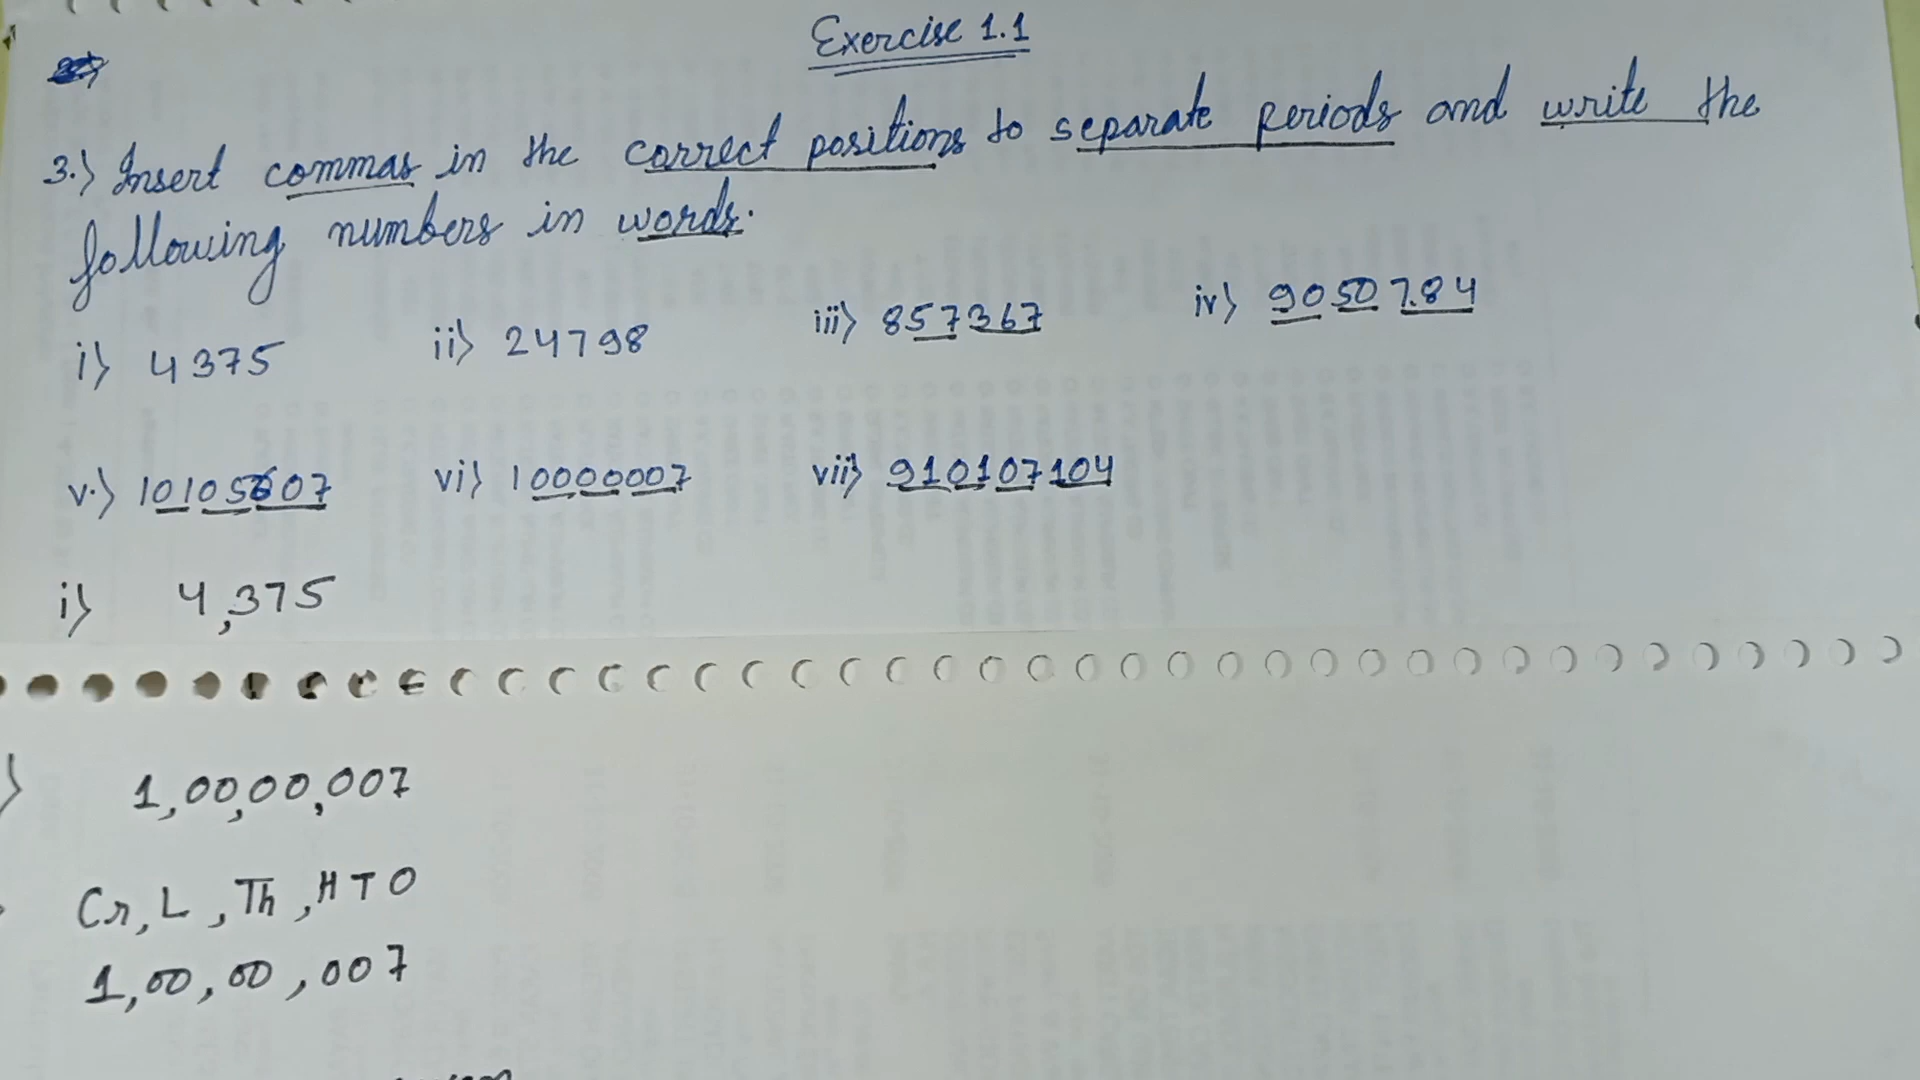 Exercise 1.1
3.) Insert commas in the correct positions to separate periods and write the
following numbers in words.
i) 4375 ii) 24798 iii) 857367 iv) 9050784
v.) 10105607 vi) 10000007 vii) 910107104
i) 4,375
) 1,00,00,007
Cr, L, Th, H T O
1,00,00,007